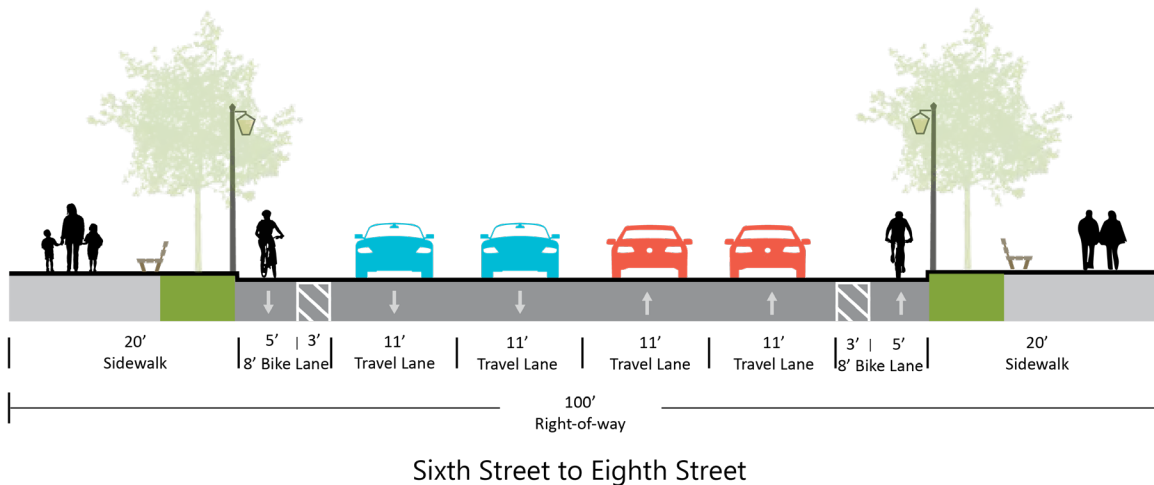 20’ 5’ | 3’ 11’ 11’ 11’ 11’ 3’ | 5’ 20’
Sidewalk 8’ Bike Lane Travel Lane Travel Lane Travel Lane Travel Lane 8’ Bike Lane Sidewalk
100’
Right-of-way
Sixth Street to Eighth Street